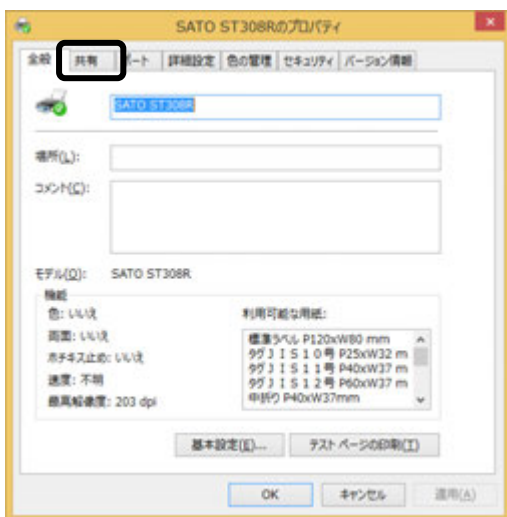 SATO ST308Rのプロパティ
全般 共有 ート 詳細設定 色の管理 セキュリティ バージョン情報
SATO ST308R
場所(L):
コメント(C):
モデル(O): SATO ST308R
機能
色: いいえ
両面: いいえ
ホチキス止め: いいえ
速度: 不明
最高解像度: 203 dpi
利用可能な用紙:
標準ラベル P120xW80 mm
タグJIS10号 P25xW32 m
タグJIS11号 P40xW37 m
タグJIS12号 P60xW37 m
中折り P40xW37mm
基本設定(E)... テスト ページの印刷(T)
OK キャンセル 適用(A)